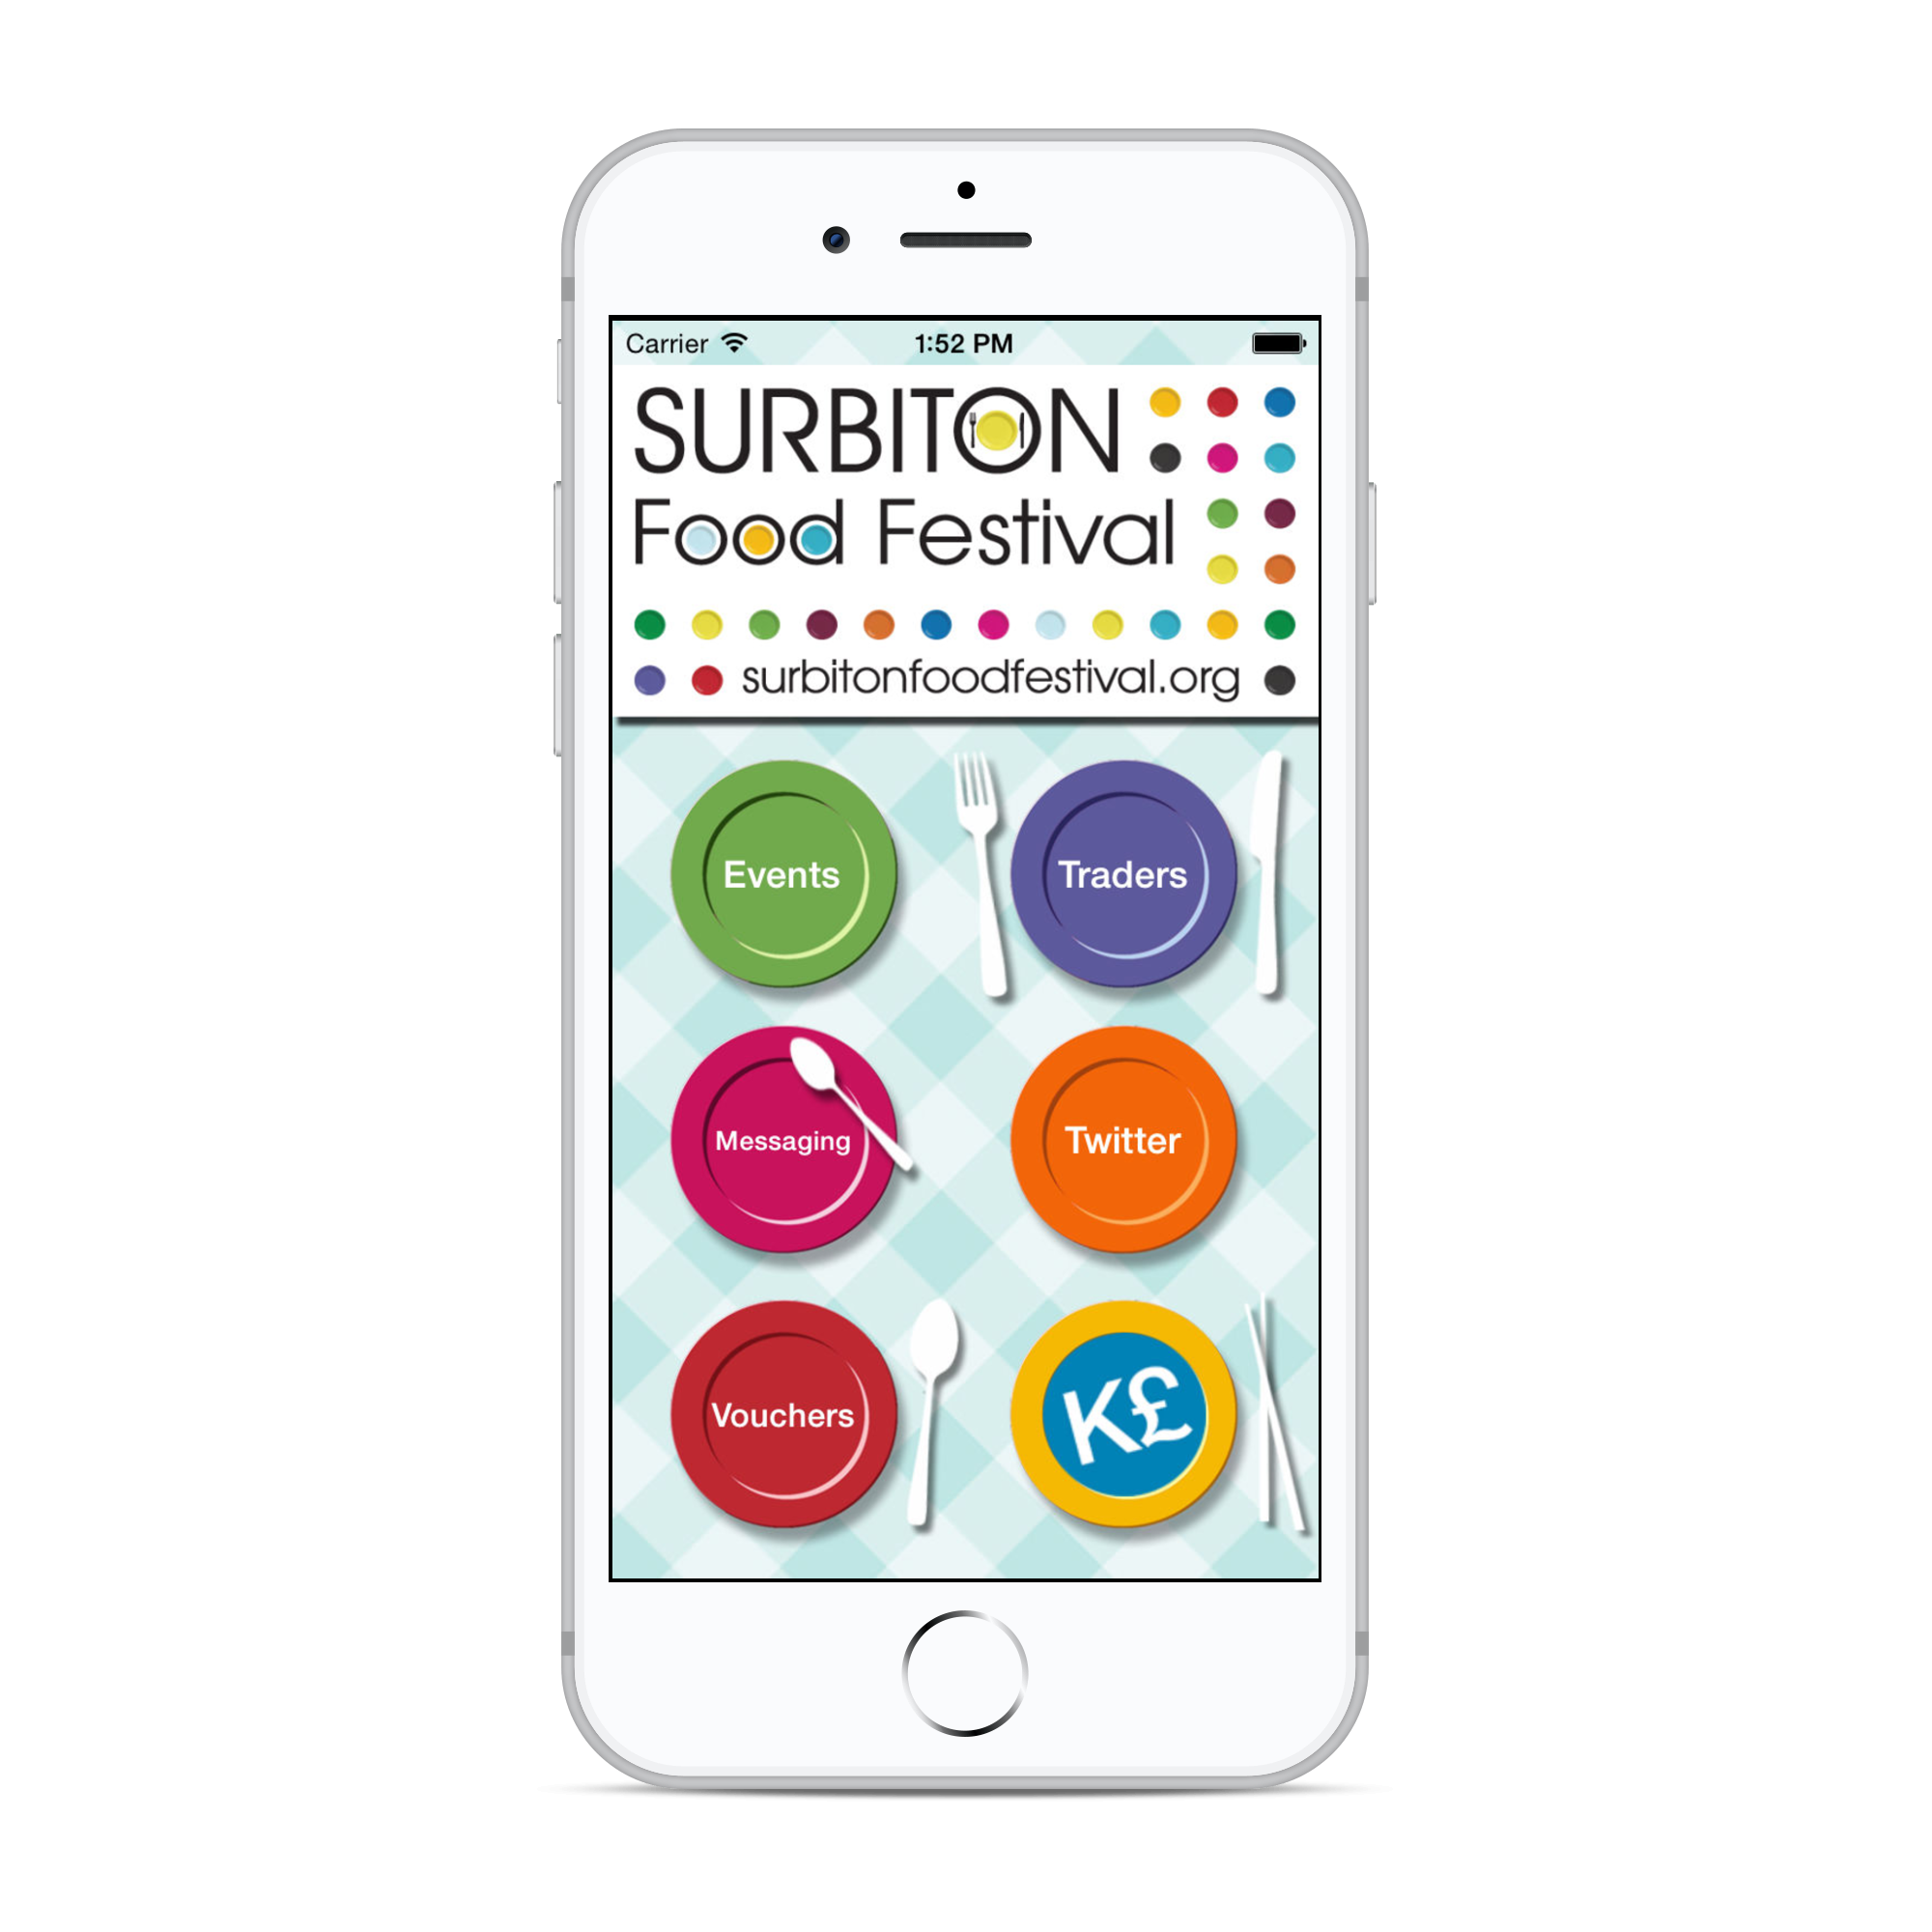 Carrier 1:52 PM
SURBITON
Food Festival
surbitonfoodfestival.org
Events Traders
Messaging Twitter
Vouchers K£